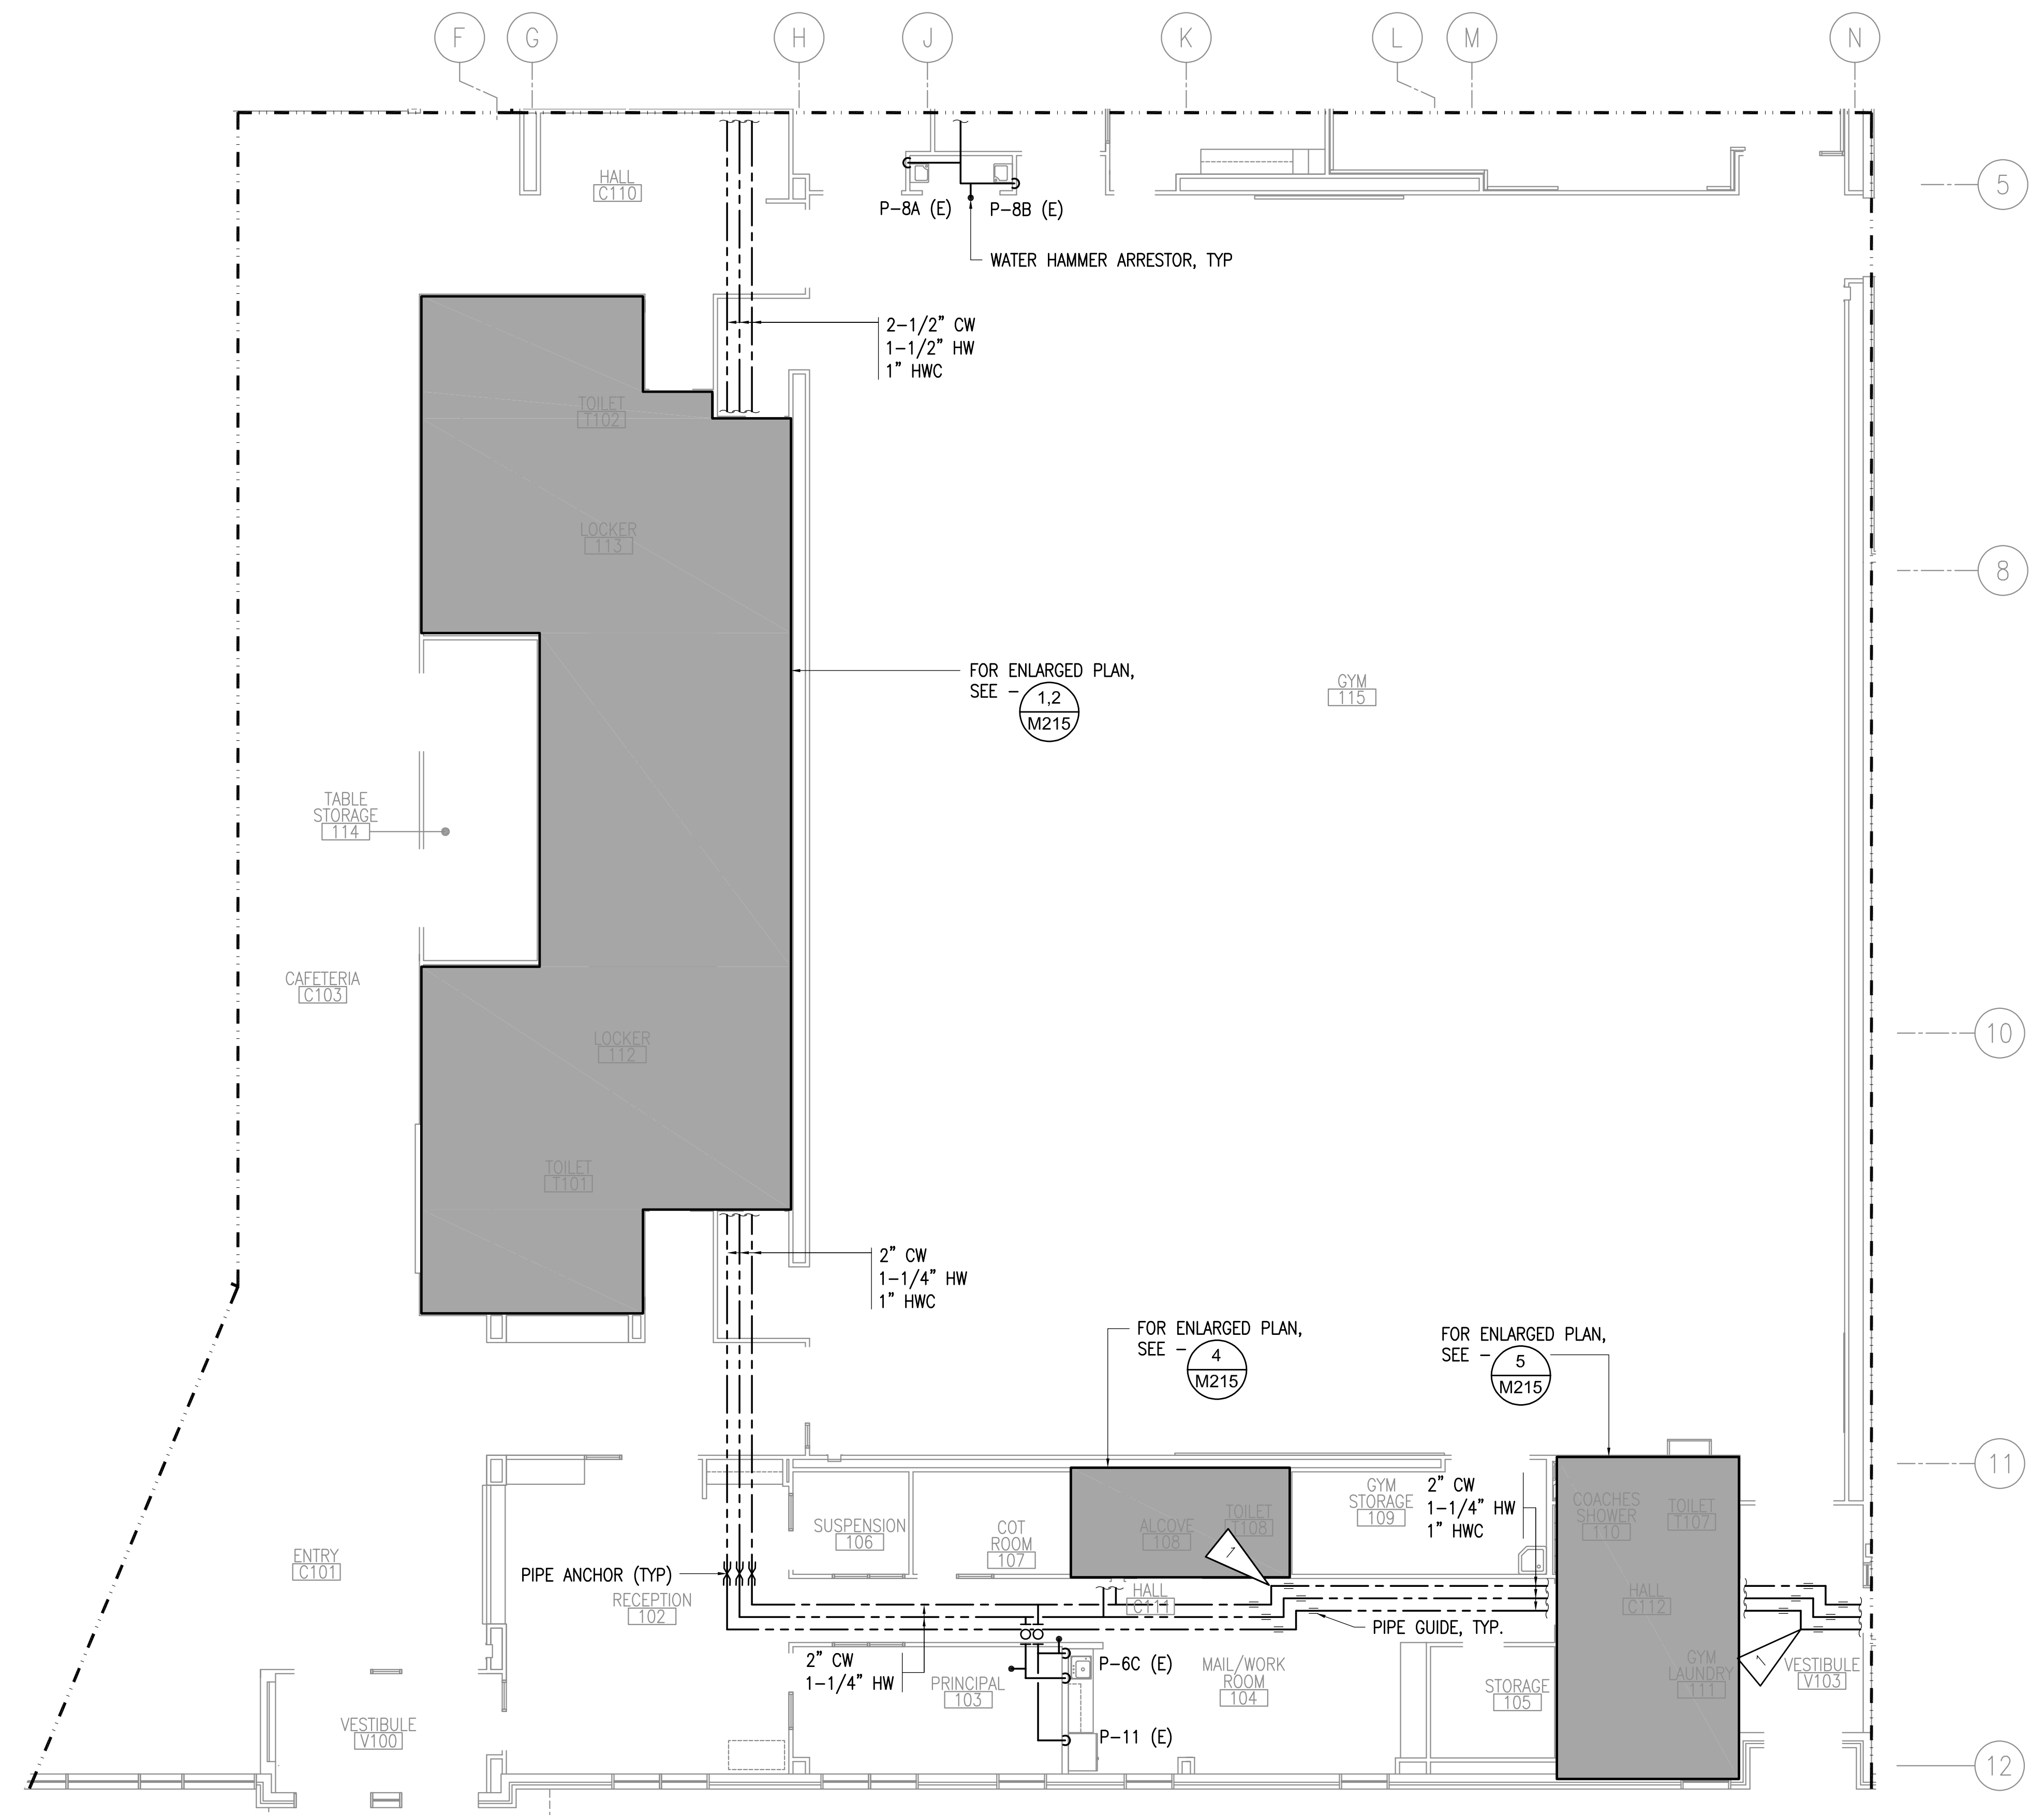 F
G
H
J
K
L
M
N
5
HALL
C110
P-8A (E)
P-8B (E)
WATER HAMMER ARRESTOR, TYP
2-1/2" CW
1-1/2" HW
1" HWC
TOILET
T102
LOCKER
113
8
FOR ENLARGED PLAN,
SEE -
1,2
M215
GYM
115
TABLE
STORAGE
114
CAFETERIA
C103
LOCKER
112
10
TOILET
T101
2" CW
1-1/4" HW
1" HWC
FOR ENLARGED PLAN,
SEE -
4
M215
FOR ENLARGED PLAN,
SEE -
5
M215
11
GYM
STORAGE
109
2" CW
1-1/4" HW
1" HWC
COACHES
SHOWER
110
TOILET
T107
SUSPENSION
106
COT
ROOM
107
ALCOVE
108
TOILET
T108
1
ENTRY
C101
PIPE ANCHOR (TYP)
RECEPTION
102
HALL
C111
HALL
C112
PIPE GUIDE, TYP.
2" CW
1-1/4" HW
PRINCIPAL
103
P-6C (E)
MAIL/WORK
ROOM
104
STORAGE
105
GYM
LAUNDRY
111
1
VESTIBULE
V103
VESTIBULE
V100
P-11 (E)
12